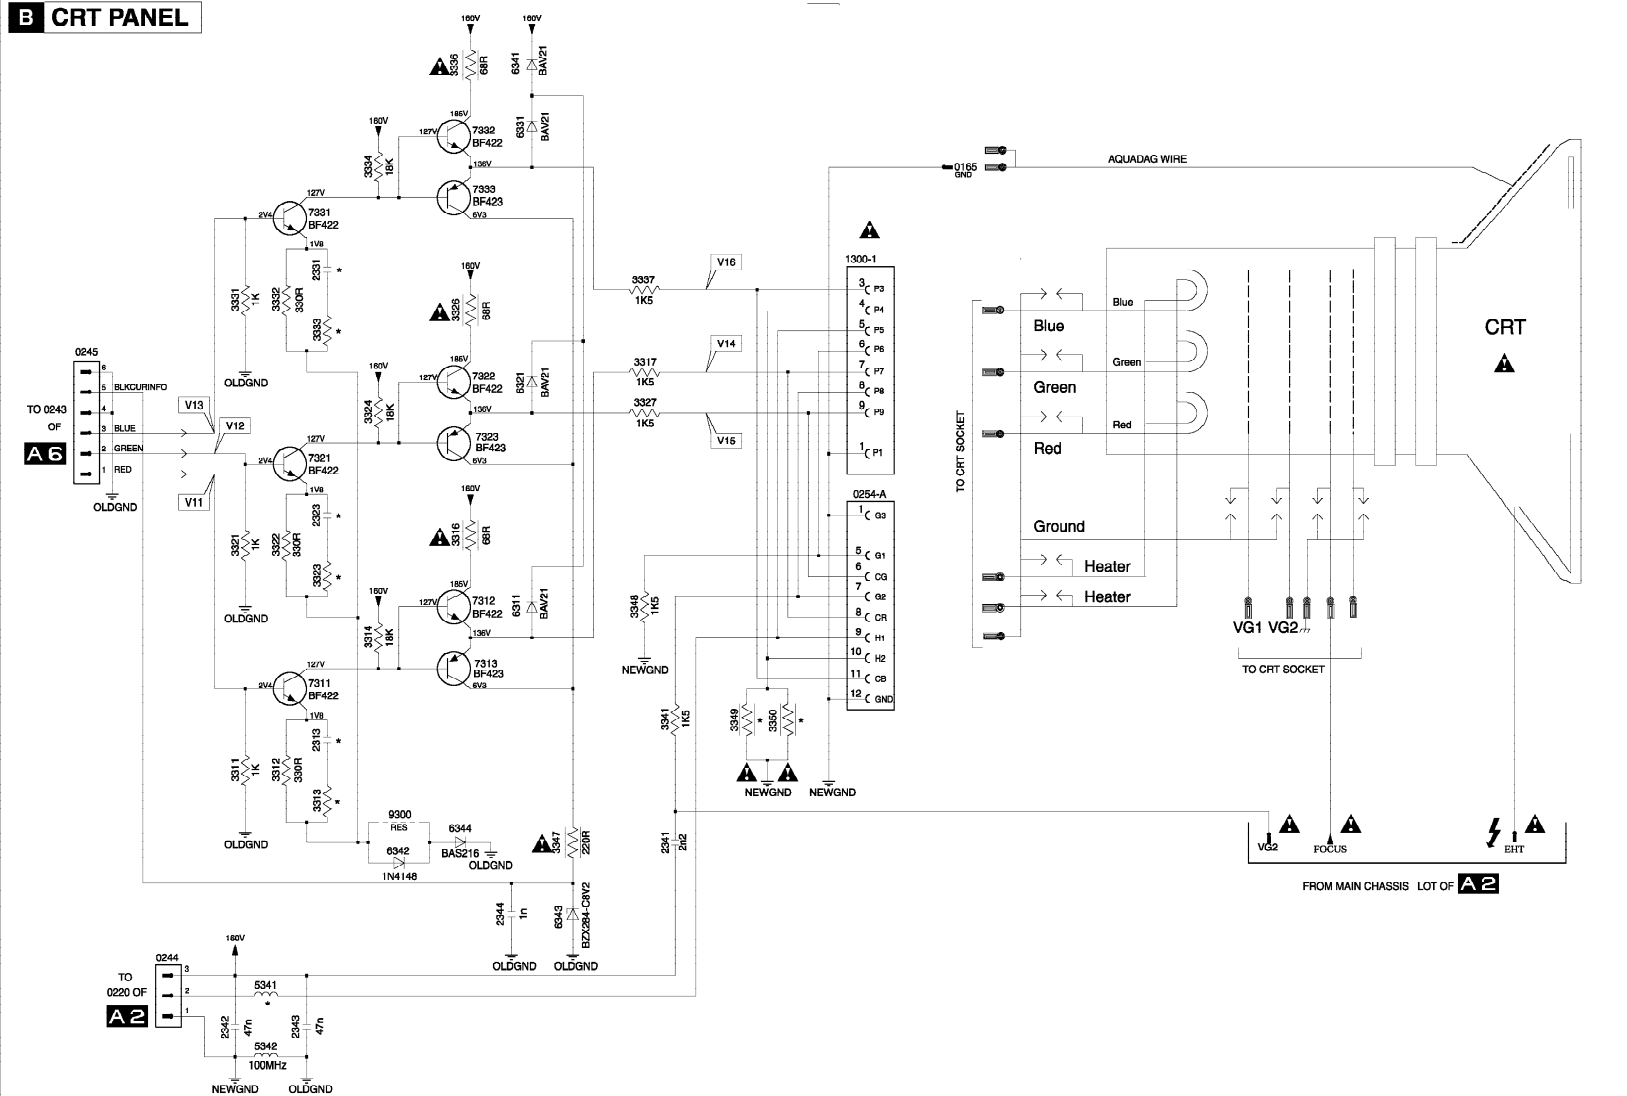 B CRT PANEL
160V
160V
3336
68R
6341
BAV21
185V
127V
7332
BF422
6331
BAV21
160V
3334
18K
136V
7333
BF423
6V3
127V
7331
BF422
2V4
1V8
3331
1K
3332
330R
2331
*
3333
*
OLDGND
160V
3326
68R
185V
127V
7322
BF422
6321
BAV21
160V
3324
18K
136V
7323
BF423
6V3
127V
7321
BF422
2V4
1V8
3321
1K
3322
330R
2323
*
3323
*
OLDGND
160V
3316
68R
185V
127V
7312
BF422
6311
BAV21
160V
3314
18K
136V
7313
BF423
6V3
127V
7311
BF422
2V4
1V8
3311
1K
3312
330R
2313
*
3313
*
OLDGND
0245
6
5 BLKCURINFO
4
3 BLUE
2 GREEN
1 RED
TO 0243
OF
A6
OLDGND
V13
V12
V11
9300
RES
6342
1N4148
6344
BAS216
OLDGND
3347
220R
2344
1n
OLDGND
6343
BZX284-C8V2
OLDGND
160V
0244
3
2
1
TO
0220 OF
A2
5341
*
2342
47n
2343
47n
5342
100MHz
NEWGND
OLDGND
3337
1K5
V16
3317
1K5
V14
3327
1K5
V15
3348
1K5
NEWGND
3341
1K5
2341
2n2
3349
*
3350
*
NEWGND
NEWGND
1300-1
3 P3
4 P4
5 P5
6 P6
7 P7
8 P8
9 P9
1 P1
0254-A
1 G3
5 G1
6 CG
7 G2
8 CR
9 H1
10 H2
11 CB
12 GND
0165
GND
AQUADAG WIRE
TO CRT SOCKET
Blue
Blue
Green
Green
Red
Red
Ground
Heater
Heater
CRT
VG1 VG2
TO CRT SOCKET
VG2
FOCUS
EHT
FROM MAIN CHASSIS LOT OF A2